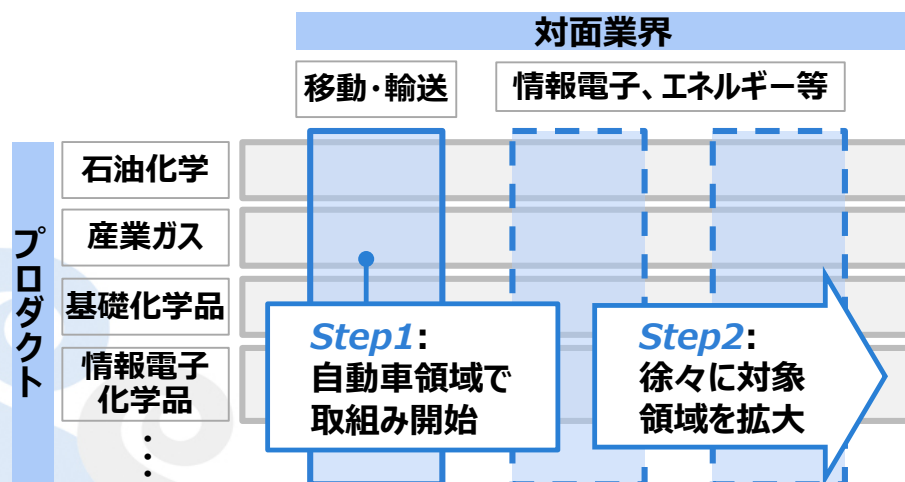 対面業界
移動・輸送
情報電子、エネルギー等
プロダクト
石油化学
産業ガス
基礎化学品
情報電子
化学品
・
・
・
Step1:
自動車領域で
取組み開始
Step2:
徐々に対象
領域を拡大